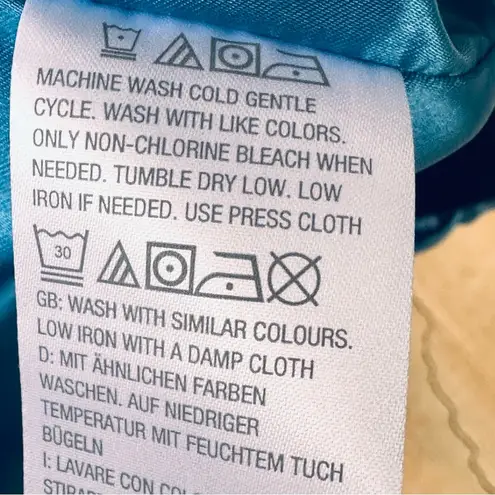 MACHINE WASH COLD GENTLE
CYCLE. WASH WITH LIKE COLORS.
ONLY NON-CHLORINE BLEACH WHEN
NEEDED. TUMBLE DRY LOW. LOW
IRON IF NEEDED. USE PRESS CLOTH
30
GB: WASH WITH SIMILAR COLOURS.
LOW IRON WITH A DAMP CLOTH
D: MIT ÄHNLICHEN FARBEN
WASCHEN. AUF NIEDRIGER
TEMPERATUR MIT FEUCHTEM TUCH
BÜGELN
I: LAVARE CON